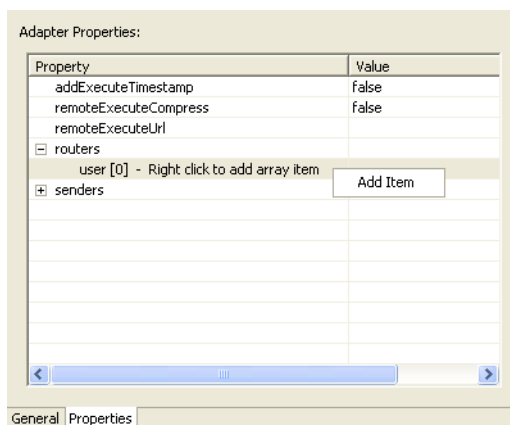 Adapter Properties:
Property Value
addExecuteTimestamp false
remoteExecuteCompress false
remoteExecuteUrl
routers
user [0] - Right click to add array item
Add Item
senders
General Properties